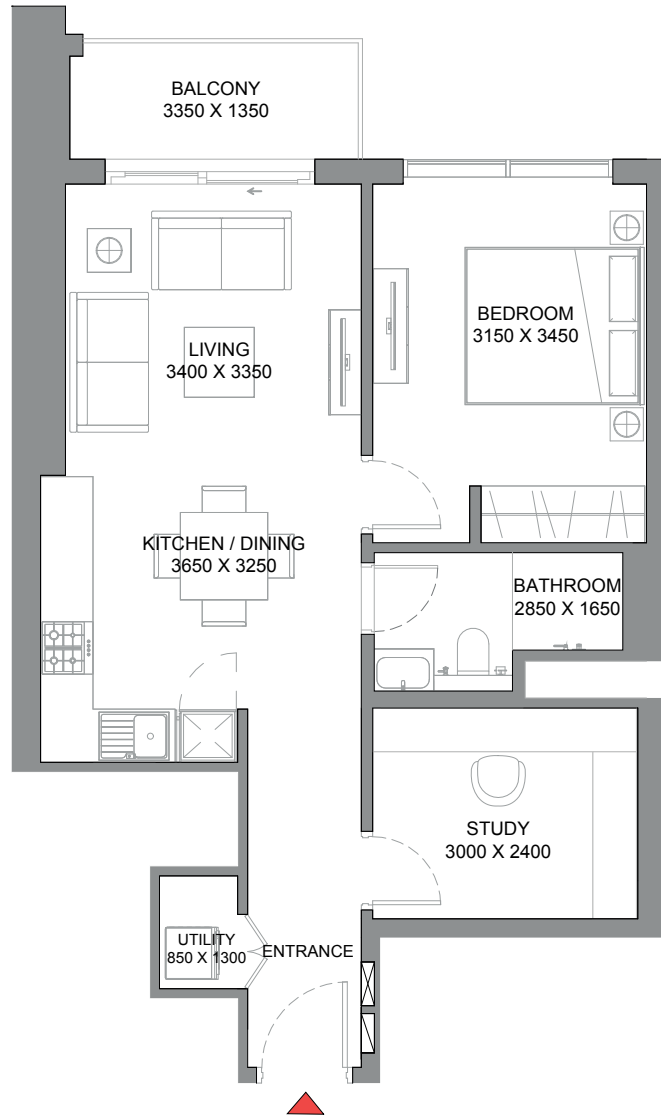 BALCONY
3350 X 1350
BEDROOM
3150 X 3450
LIVING
3400 X 3350
KITCHEN / DINING
3650 X 3250
BATHROOM
2850 X 1650
STUDY
3000 X 2400
UTILITY
850 X 1300
ENTRANCE